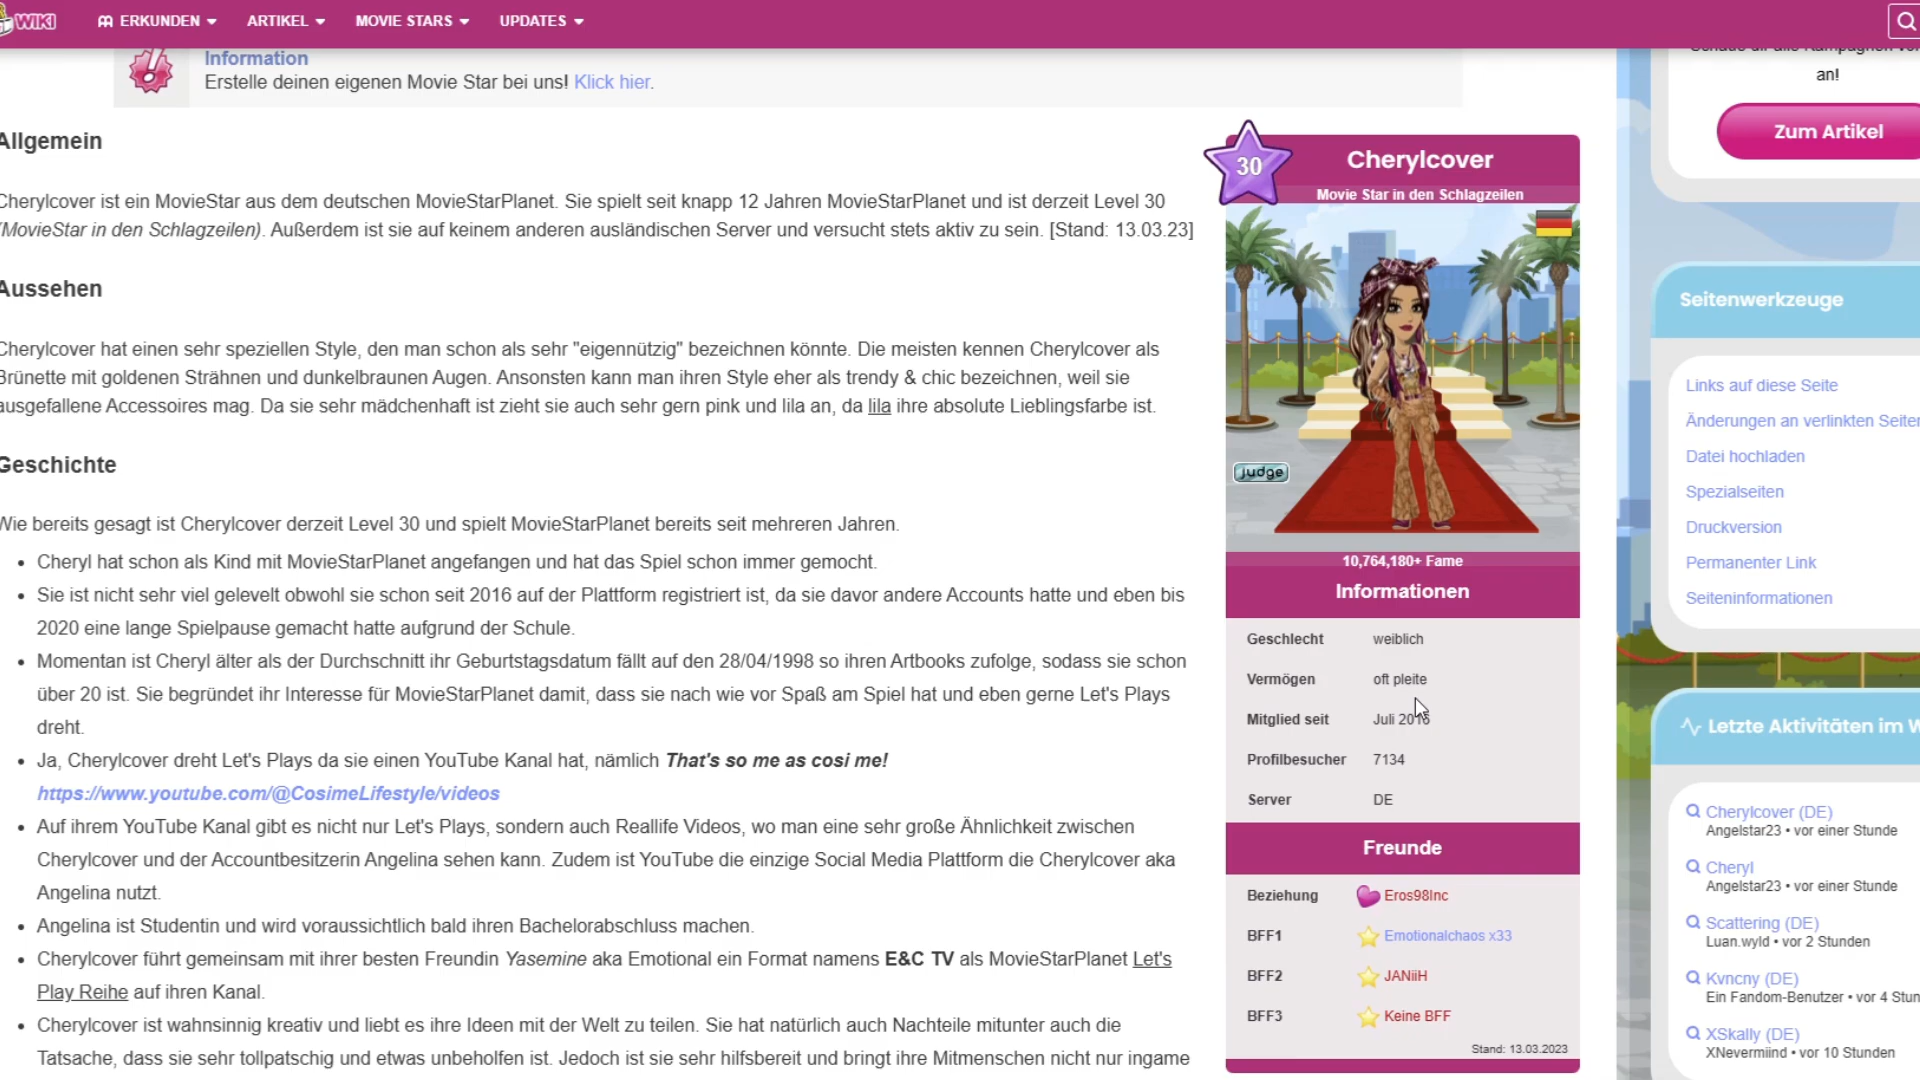 WIKI
ERKUNDEN
ARTIKEL
MOVIE STARS
UPDATES
Information
Erstelle deinen eigenen Movie Star bei uns! Klick hier.
Allgemein
Cherylcover ist ein MovieStar aus dem deutschen MovieStarPlanet. Sie spielt seit knapp 12 Jahren MovieStarPlanet und ist derzeit Level 30
(MovieStar in den Schlagzeilen). Außerdem ist sie auf keinem anderen ausländischen Server und versucht stets aktiv zu sein. [Stand: 13.03.23]
Aussehen
Cherylcover hat einen sehr speziellen Style, den man schon als sehr "eigennützig" bezeichnen könnte. Die meisten kennen Cherylcover als
Brünette mit goldenen Strähnen und dunkelbraunen Augen. Ansonsten kann man ihren Style eher als trendy & chic bezeichnen, weil sie
ausgefallene Accessoires mag. Da sie sehr mädchenhaft ist zieht sie auch sehr gern pink und lila an, da lila ihre absolute Lieblingsfarbe ist.
Geschichte
Wie bereits gesagt ist Cherylcover derzeit Level 30 und spielt MovieStarPlanet bereits seit mehreren Jahren.
Cheryl hat schon als Kind mit MovieStarPlanet angefangen und hat das Spiel schon immer gemocht.
Sie ist nicht sehr viel gelevelt obwohl sie schon seit 2016 auf der Plattform registriert ist, da sie davor andere Accounts hatte und eben bis
2020 eine lange Spielpause gemacht hatte aufgrund der Schule.
Momentan ist Cheryl älter als der Durchschnitt ihr Geburtstagsdatum fällt auf den 28/04/1998 so ihren Artbooks zufolge, sodass sie schon
über 20 ist. Sie begründet ihr Interesse für MovieStarPlanet damit, dass sie nach wie vor Spaß am Spiel hat und eben gerne Let's Plays
dreht.
Ja, Cherylcover dreht Let's Plays da sie einen YouTube Kanal hat, nämlich That's so me as cosi me!
https://www.youtube.com/@CosimeLifestyle/videos
Auf ihrem YouTube Kanal gibt es nicht nur Let's Plays, sondern auch Reallife Videos, wo man eine sehr große Ähnlichkeit zwischen
Cherylcover und der Accountbesitzerin Angelina sehen kann. Zudem ist YouTube die einzige Social Media Plattform die Cherylcover aka
Angelina nutzt.
Angelina ist Studentin und wird voraussichtlich bald ihren Bachelorabschluss machen.
Cherylcover führt gemeinsam mit ihrer besten Freundin Yasemine aka Emotional ein Format namens E&C TV als MovieStarPlanet Let's
Play Reihe auf ihren Kanal.
Cherylcover ist wahnsinnig kreativ und liebt es ihre Ideen mit der Welt zu teilen. Sie hat natürlich auch Nachteile mitunter auch die
Tatsache, dass sie sehr tollpatschig und etwas unbeholfen ist. Jedoch ist sie sehr hilfsbereit und bringt ihre Mitmenschen nicht nur ingame
30
Cherylcover
Movie Star in den Schlagzeilen
judge
10,764,180+ Fame
Informationen
Geschlecht weiblich
Vermögen oft pleite
Mitglied seit Juli 2016
Profilbesucher 7134
Server DE
Freunde
Beziehung Eros98Inc
BFF1 Emotionalchaos x33
BFF2 JANiiH
BFF3 Keine BFF
Stand: 13.03.2023
an!
Zum Artikel
Seitenwerkzeuge
Links auf diese Seite
Änderungen an verlinkten Seiten
Datei hochladen
Spezialseiten
Druckversion
Permanenter Link
Seiteninformationen
Letzte Aktivitäten im W
Cherylcover (DE)
Angelstar23 • vor einer Stunde
Cheryl
Angelstar23 • vor einer Stunde
Scattering (DE)
Luan.wyld • vor 2 Stunden
Kvncny (DE)
Ein Fandom-Benutzer • vor 4 Stun
XSkally (DE)
XNevermiind • vor 10 Stunden